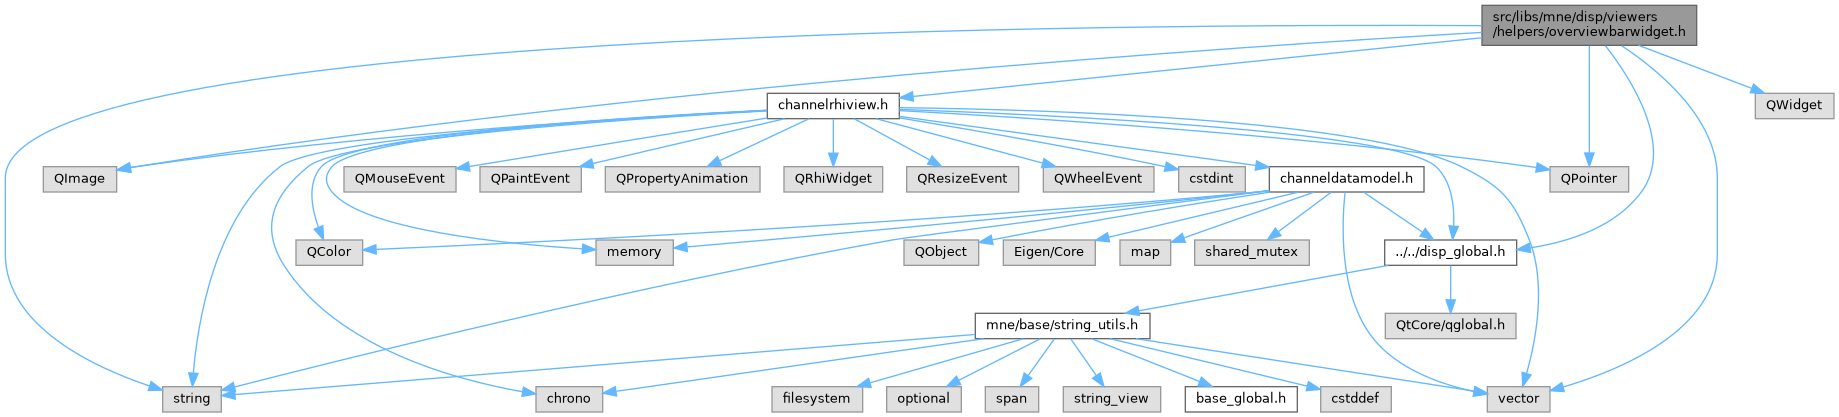 src/libs/mne/disp/viewers
/helpers/overviewbarwidget.h
channelrhiview.h
QWidget
QImage
QMouseEvent
QPaintEvent
QPropertyAnimation
QRhiWidget
QResizeEvent
QWheelEvent
cstdint
channeldatamodel.h
QPointer
QColor
memory
QObject
Eigen/Core
map
shared_mutex
../../disp_global.h
mne/base/string_utils.h
QtCore/qglobal.h
string
chrono
filesystem
optional
span
string_view
base_global.h
cstddef
vector